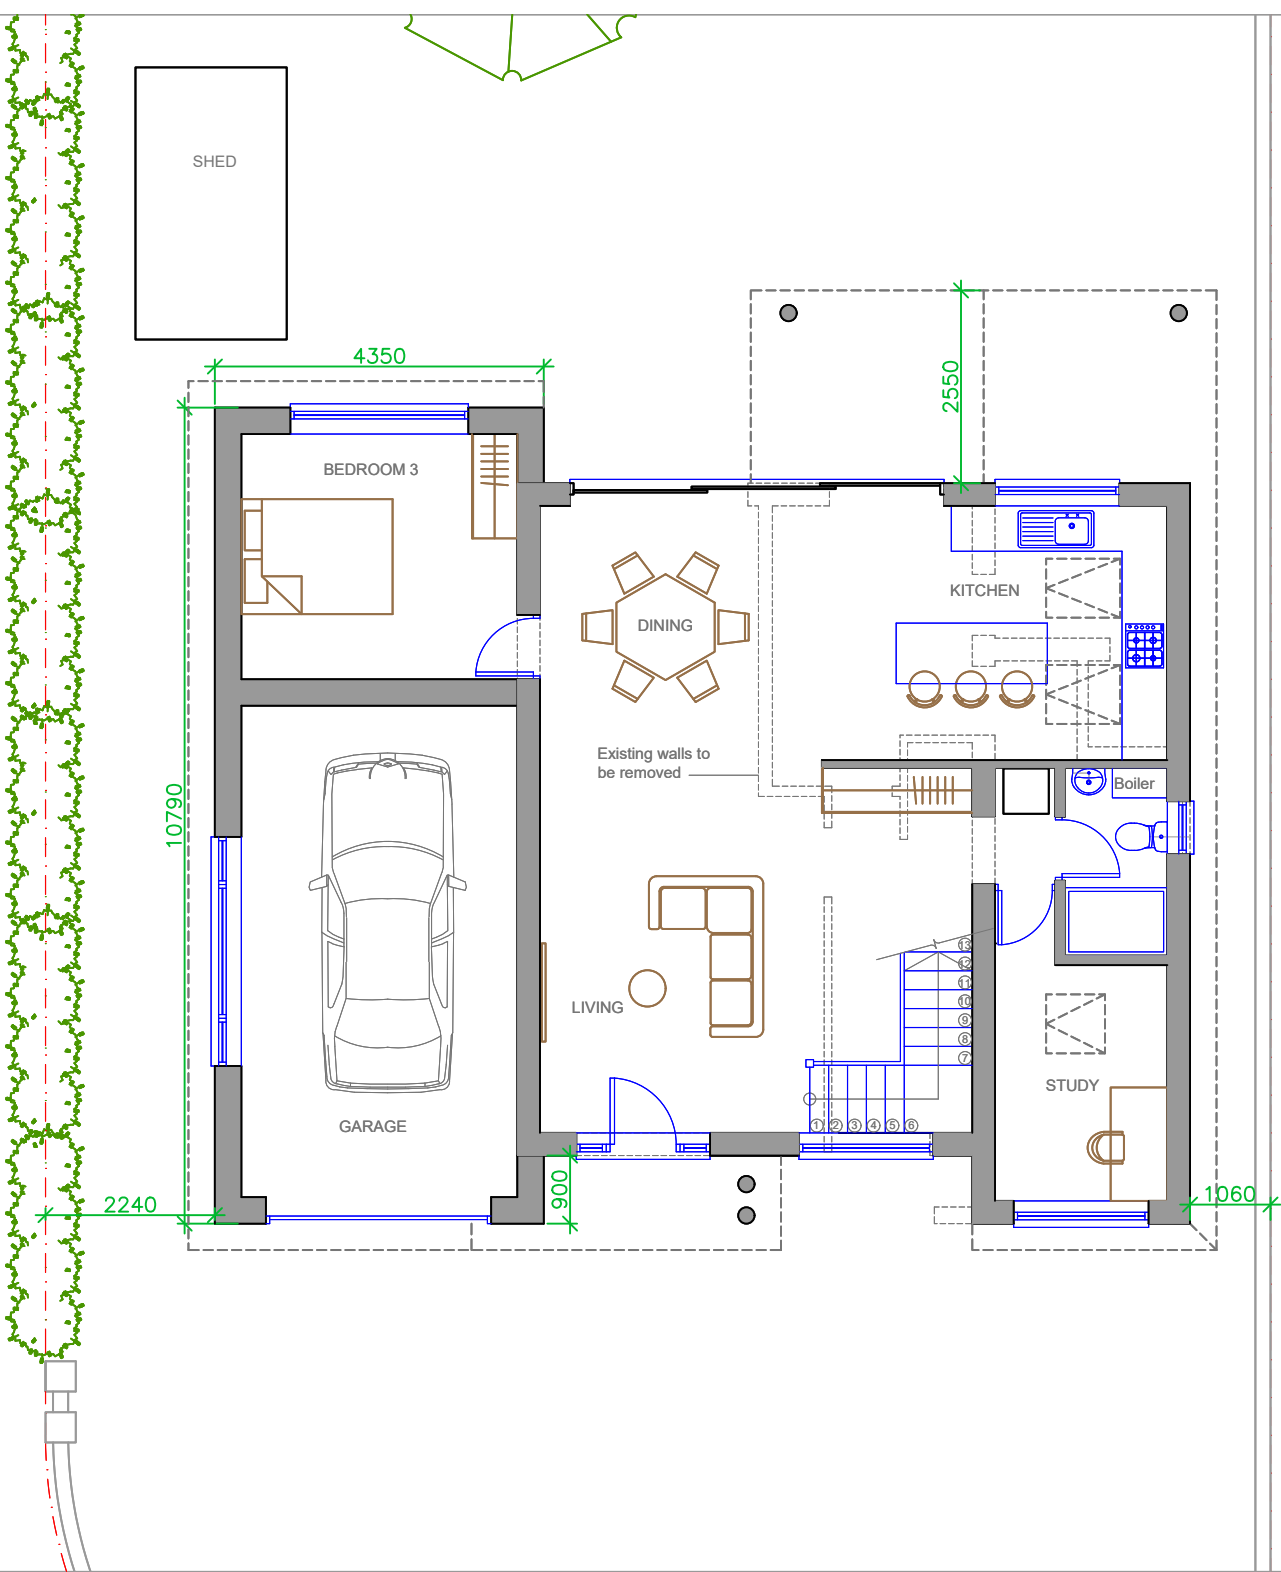 SHED
4350
2550
BEDROOM 3
KITCHEN
DINING
Existing walls to
be removed
Boiler
10790
13
12
11
10
9
8
7
LIVING
STUDY
GARAGE
1 2 3 4 5 6
900
2240
1060